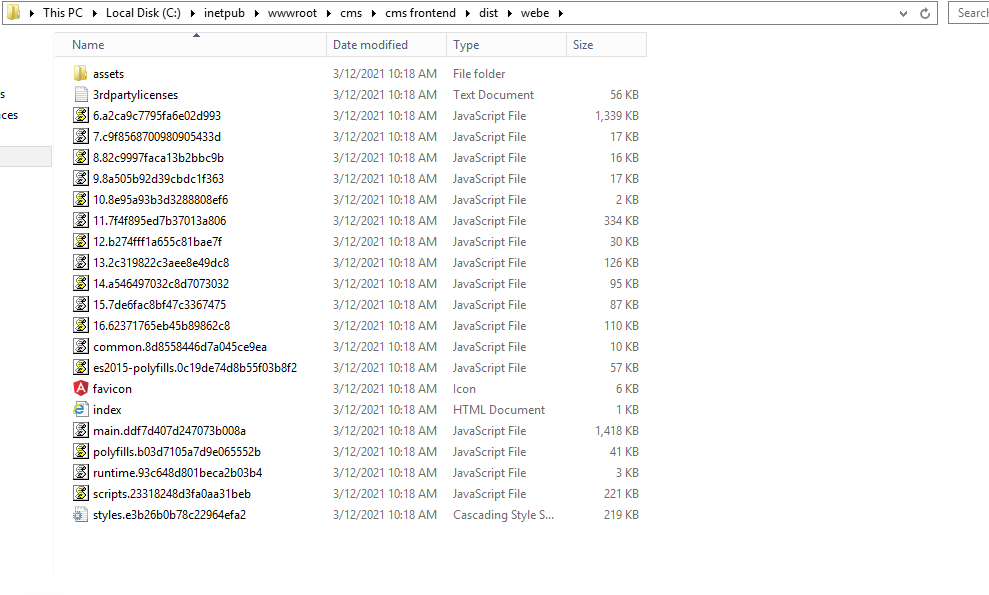 This PC Local Disk (C:) inetpub wwwroot cms cms frontend dist webe Search
Name Date modified Type Size
assets 3/12/2021 10:18 AM File folder
3rdpartylicenses 3/12/2021 10:18 AM Text Document 56 KB
6.a2ca9c7795fa6e02d993 3/12/2021 10:18 AM JavaScript File 1,339 KB
7.c9f8568700980905433d 3/12/2021 10:18 AM JavaScript File 17 KB
8.82c9997faca13b2bbc9b 3/12/2021 10:18 AM JavaScript File 16 KB
9.8a505b92d39cbdc1f363 3/12/2021 10:18 AM JavaScript File 17 KB
10.8e95a93b3d3288808ef6 3/12/2021 10:18 AM JavaScript File 2 KB
11.7f4f895ed7b37013a806 3/12/2021 10:18 AM JavaScript File 334 KB
12.b274fff1a655c81bae7f 3/12/2021 10:18 AM JavaScript File 30 KB
13.2c319822c3aee8e49dc8 3/12/2021 10:18 AM JavaScript File 126 KB
14.a546497032c8d7073032 3/12/2021 10:18 AM JavaScript File 95 KB
15.7de6fac8bf47c3367475 3/12/2021 10:18 AM JavaScript File 87 KB
16.62371765eb45b89862c8 3/12/2021 10:18 AM JavaScript File 110 KB
common.8d8558446d7a045ce9ea 3/12/2021 10:18 AM JavaScript File 10 KB
es2015-polyfills.0c19de74d8b55f03b8f2 3/12/2021 10:18 AM JavaScript File 57 KB
favicon 3/12/2021 10:18 AM Icon 6 KB
index 3/12/2021 10:18 AM HTML Document 1 KB
main.ddf7d407d247073b008a 3/12/2021 10:18 AM JavaScript File 1,418 KB
polyfills.b03d7105a7d9e065552b 3/12/2021 10:18 AM JavaScript File 41 KB
runtime.93c648d801beca2b03b4 3/12/2021 10:18 AM JavaScript File 3 KB
scripts.23318248d3fa0aa31beb 3/12/2021 10:18 AM JavaScript File 221 KB
styles.e3b26b0b78c22964efa2 3/12/2021 10:18 AM Cascading Style S... 219 KB